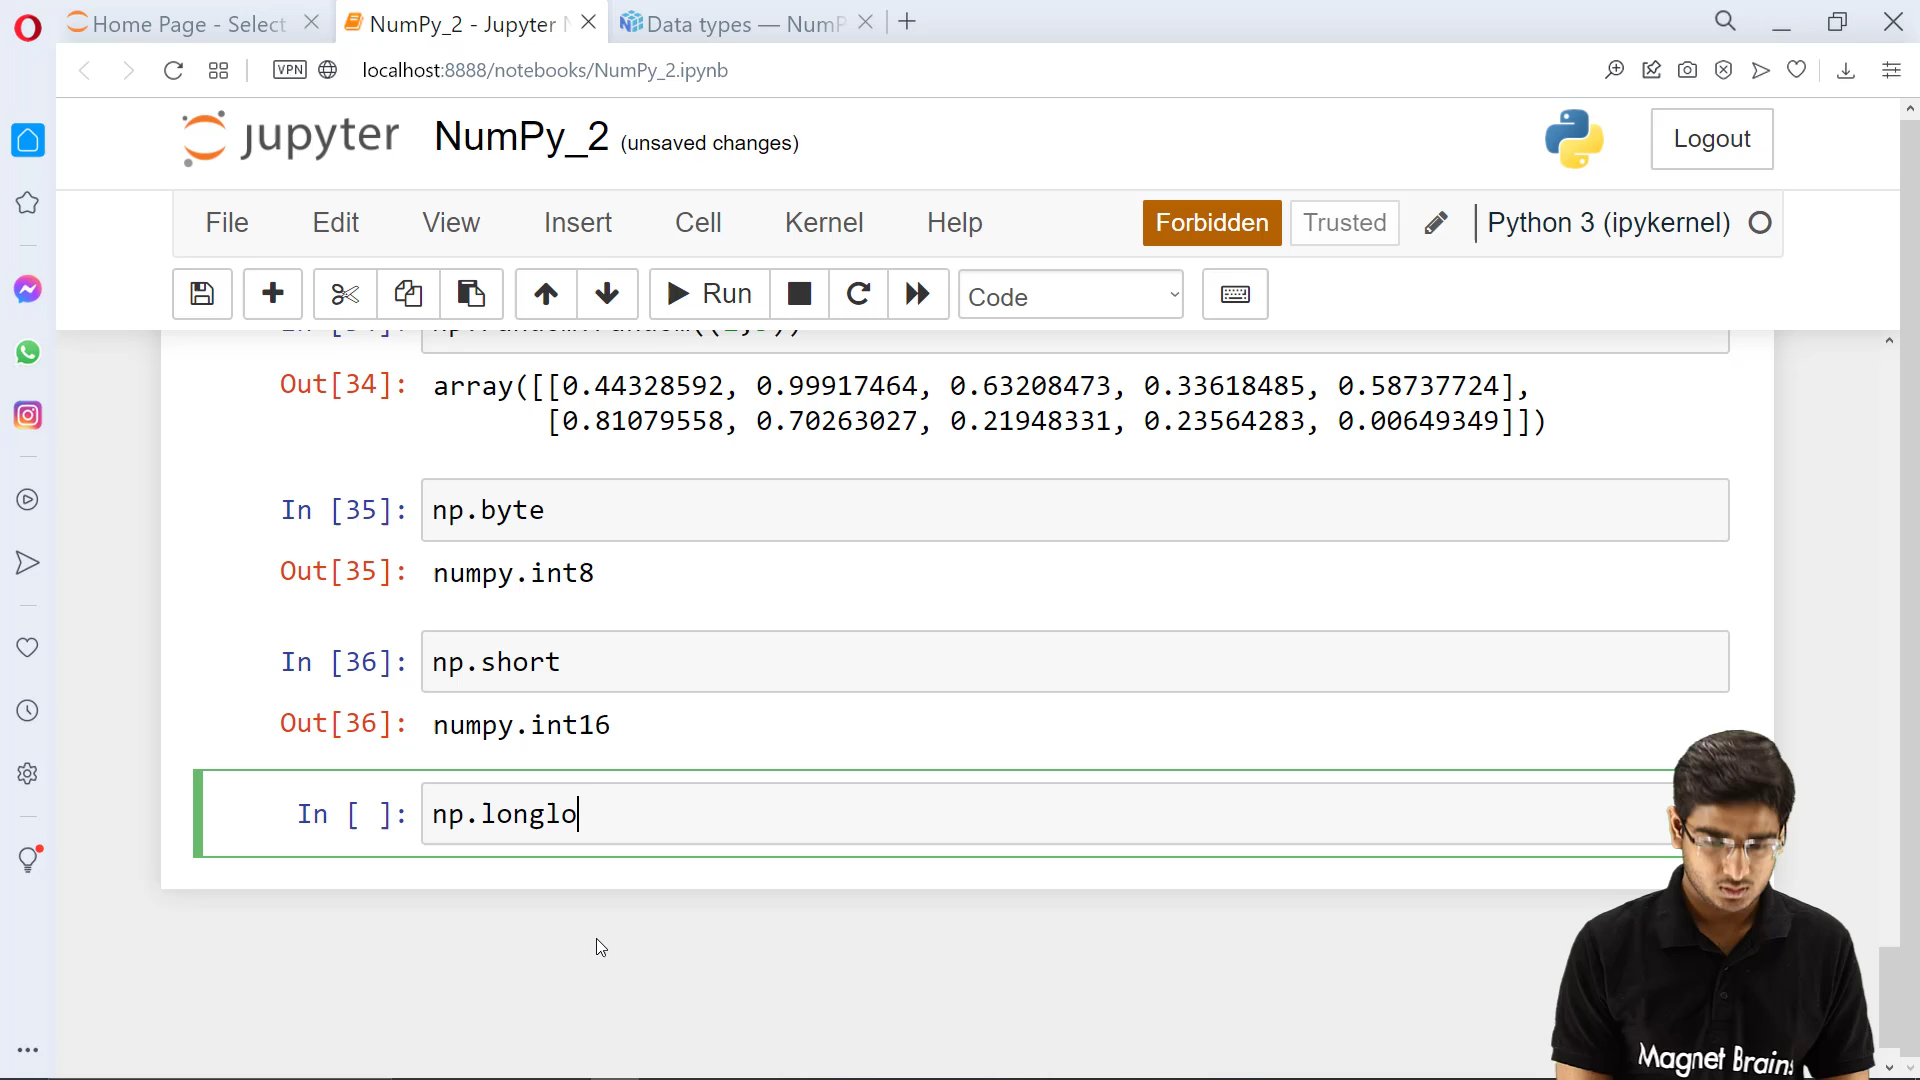 Home Page - Select
NumPy_2 - Jupyter N
Data types — NumP
VPN
localhost:8888/notebooks/NumPy_2.ipynb
jupyter
NumPy_2 (unsaved changes)
Logout
File Edit View Insert Cell Kernel Help
Forbidden
Trusted
Python 3 (ipykernel)
Run
Code
Out[34]: array([[0.44328592, 0.99917464, 0.63208473, 0.33618485, 0.58737724],
[0.81079558, 0.70263027, 0.21948331, 0.23564283, 0.00649349]])
In [35]: np.byte
Out[35]: numpy.int8
In [36]: np.short
Out[36]: numpy.int16
In [ ]: np.longlo
Magnet Brains